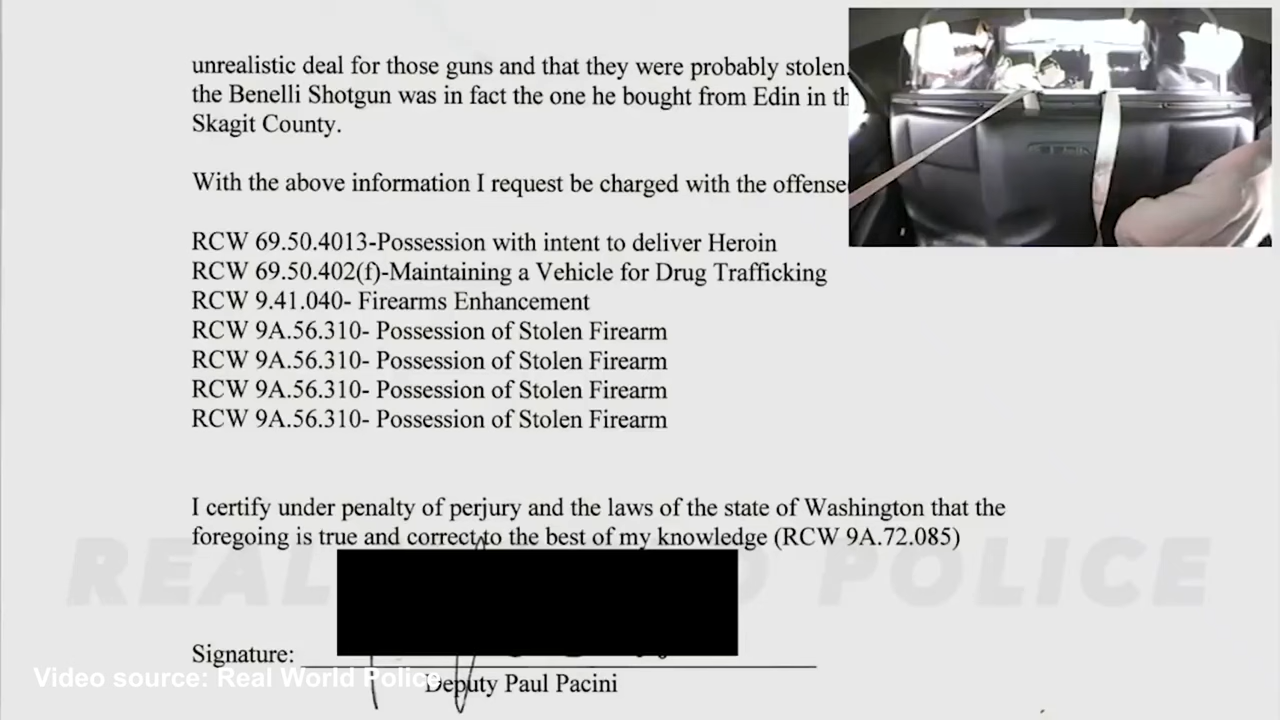 unrealistic deal for those guns and that they were probably stolen.
the Benelli Shotgun was in fact the one he bought from Edin in th
Skagit County.
With the above information I request be charged with the offense
RCW 69.50.4013-Possession with intent to deliver Heroin
RCW 69.50.402(f)-Maintaining a Vehicle for Drug Trafficking
RCW 9.41.040- Firearms Enhancement
RCW 9A.56.310- Possession of Stolen Firearm
RCW 9A.56.310- Possession of Stolen Firearm
RCW 9A.56.310- Possession of Stolen Firearm
RCW 9A.56.310- Possession of Stolen Firearm
I certify under penalty of perjury and the laws of the state of Washington that the
foregoing is true and correct to the best of my knowledge (RCW 9A.72.085)
REAL POLICE
Signature:
Video source: Real World Police
Deputy Paul Pacini